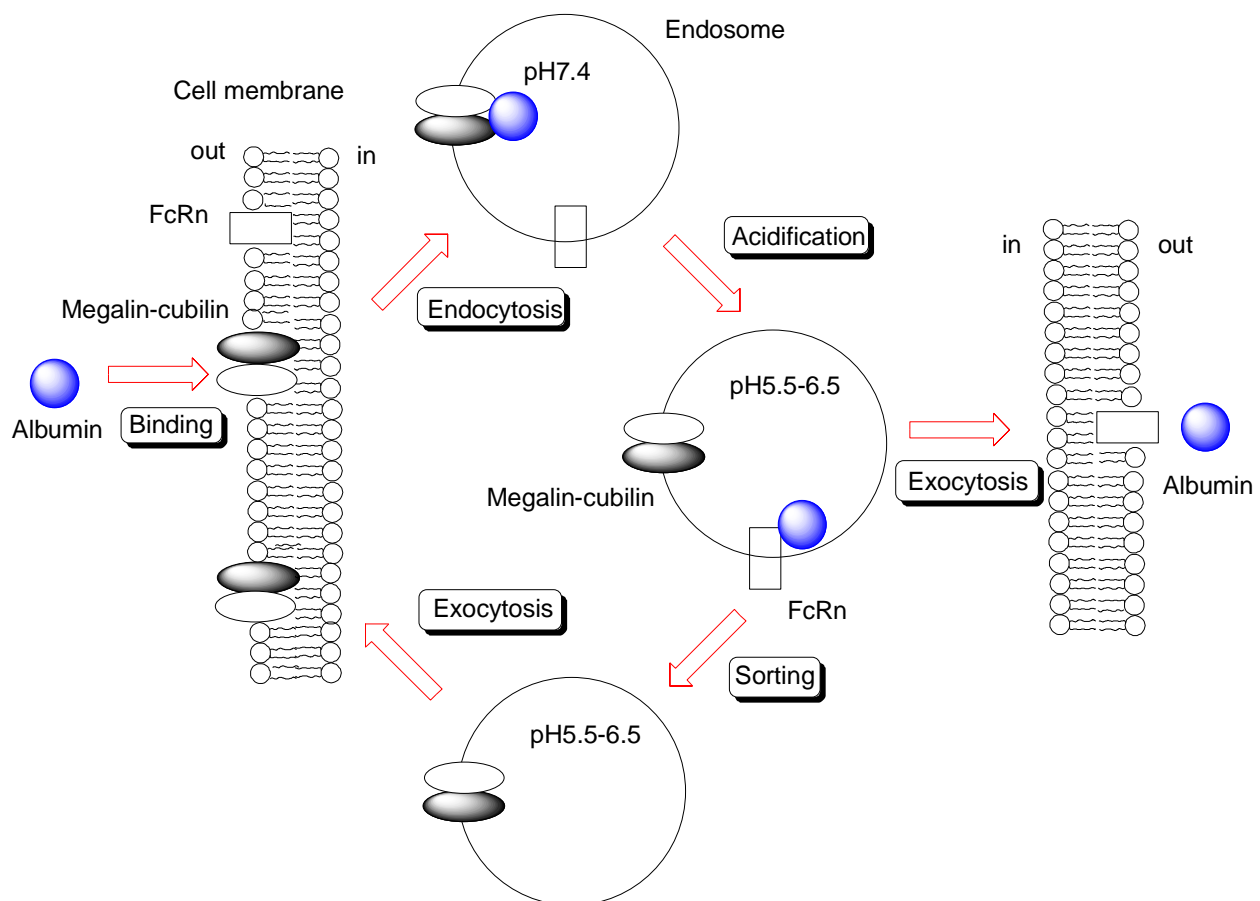 Endosome
pH7.4
Cell membrane
out
in
FcRn
Acidification
in
out
Megalin-cubilin
Endocytosis
pH5.5-6.5
Albumin
Binding
Megalin-cubilin
Exocytosis
Albumin
Exocytosis
FcRn
Sorting
pH5.5-6.5